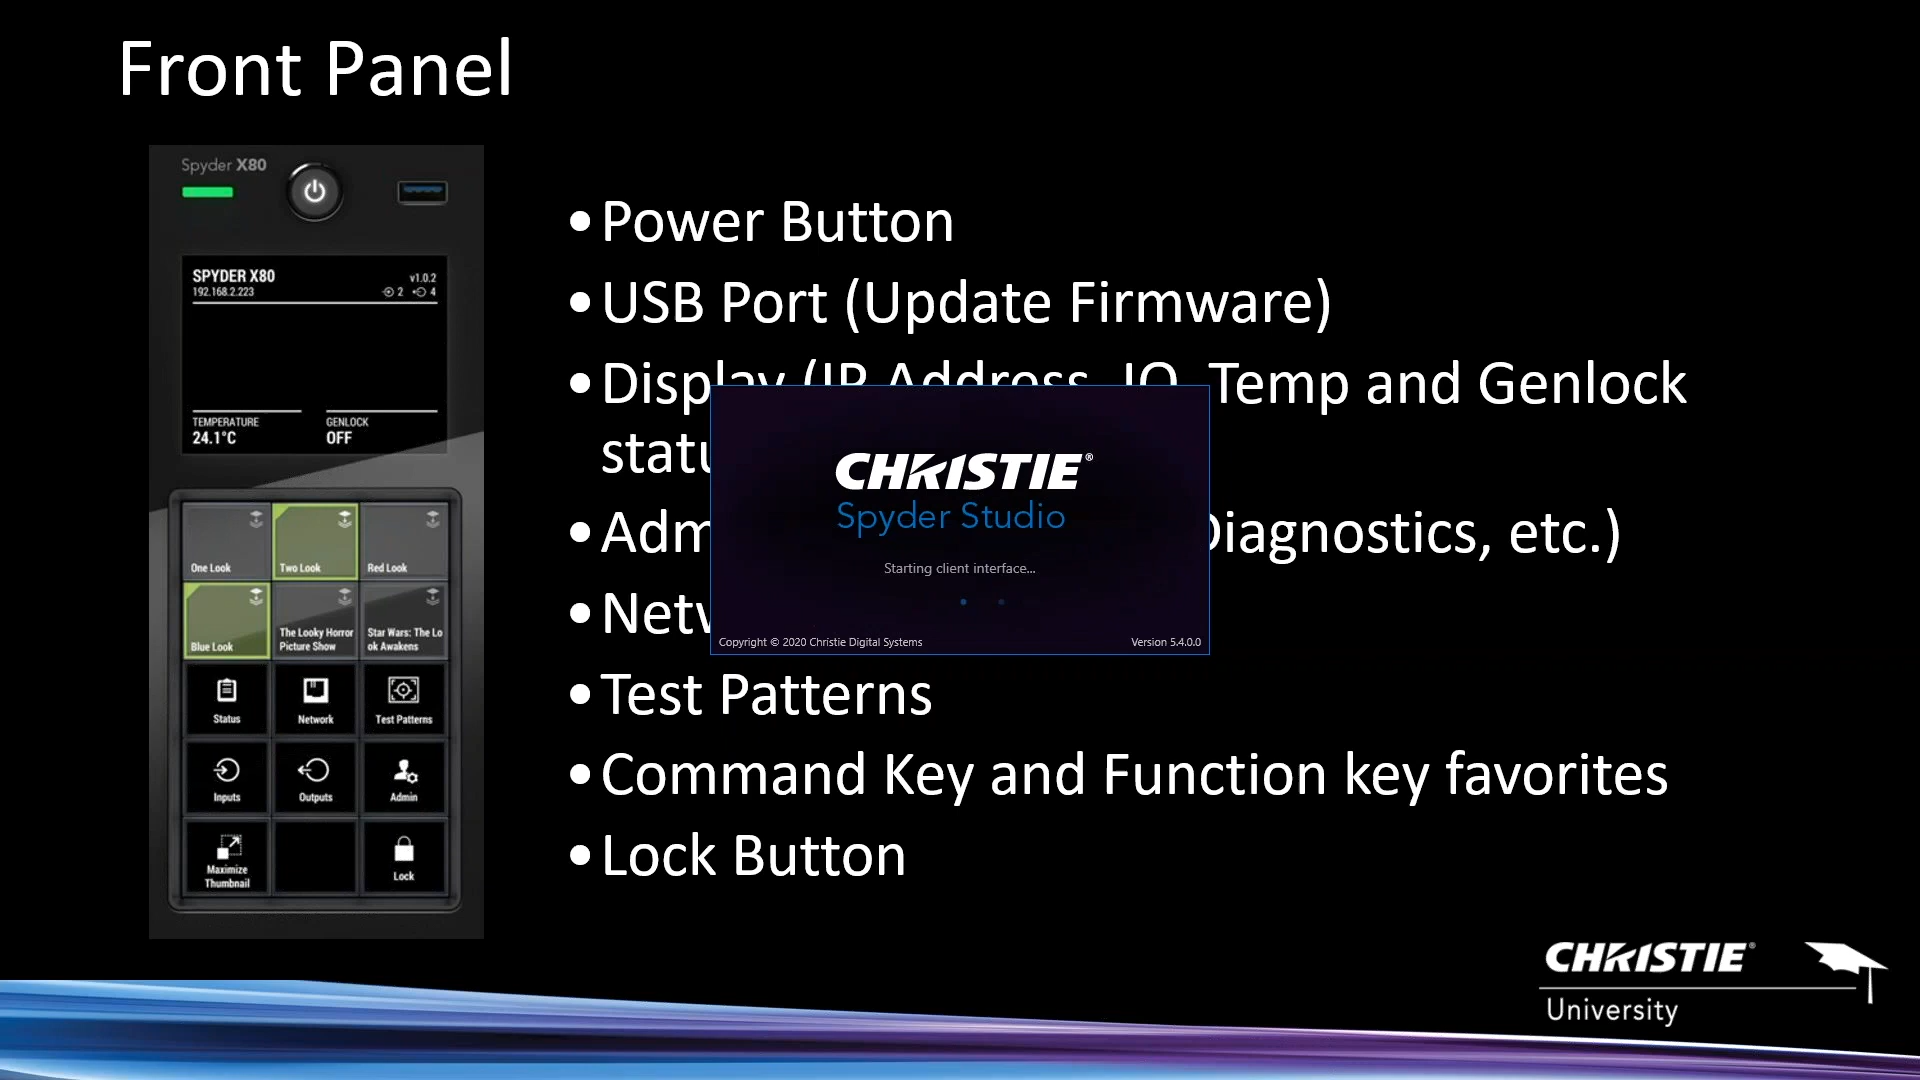 Front Panel
Spyder X80
SPYDER X80
v1.0.2
192.168.2.223
2 4
TEMPERATURE
24.1°C
GENLOCK
OFF
One Look
Two Look
Red Look
Blue Look
The Looky Horror
Picture Show
Star Wars: The Lo
ok Awakens
Status
Network
Test Patterns
Inputs
Outputs
Admin
Maximize
Thumbnail
Lock
•Power Button
•USB Port (Update Firmware)
•Display (IP Address, IO, Temp and Genlock
•Test Patterns
•Command Key and Function key favorites
•Lock Button
Diagnostics, etc.)
CHRISTIE®
Spyder Studio
Starting client interface...
Copyright © 2020 Christie Digital Systems
Version 5.4.0.0
CHRISTIE®
University